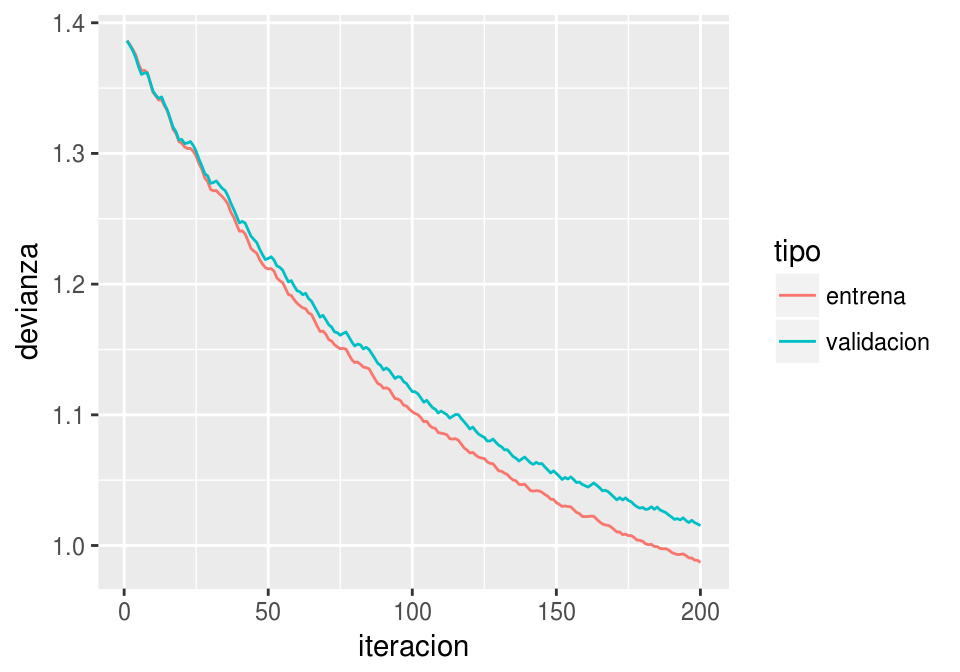 1.4
1.3
1.2
1.1
1.0
devianza
0 50 100 150 200
iteracion
tipo
entrena
validacion